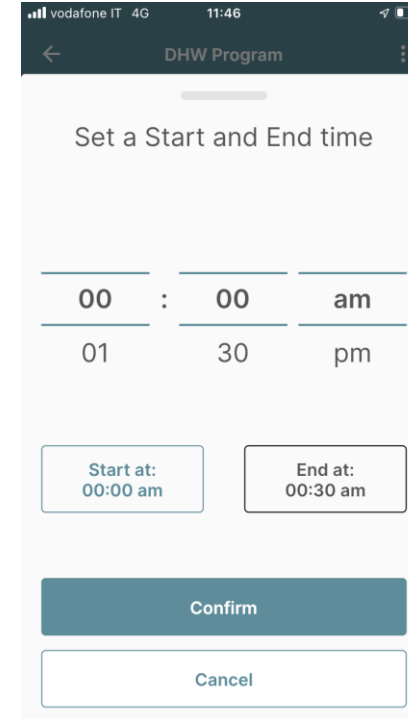 vodafone IT 4G 11:46
DHW Program
Set a Start and End time
00 : 00 am
01 30 pm
Start at:
00:00 am
End at:
00:30 am
Confirm
Cancel